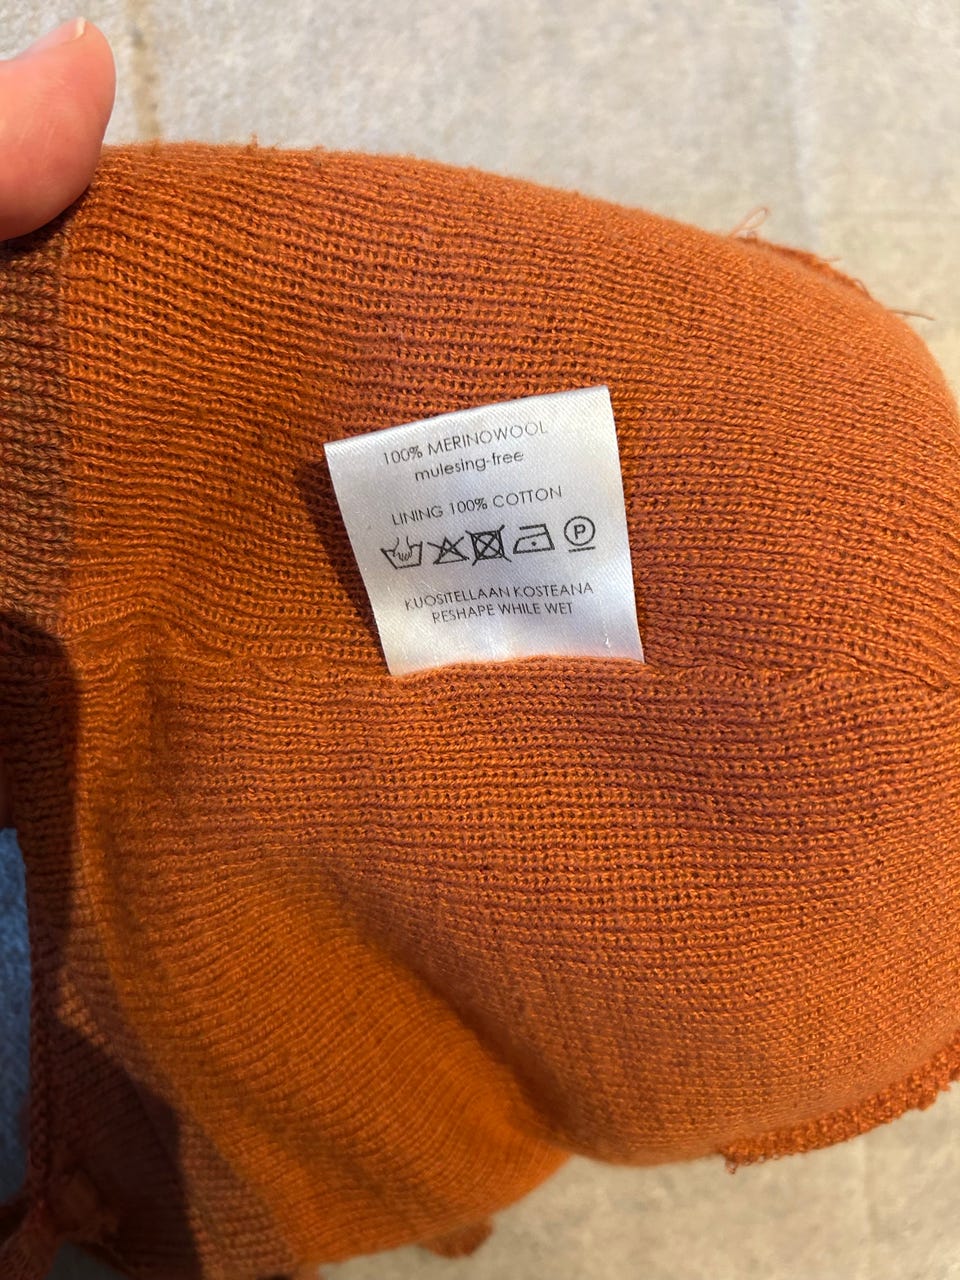 100% MERINOWOOL
mulesing-free
LINING 100% COTTON
P
KUOSITELLAAN KOSTEANA
RESHAPE WHILE WET